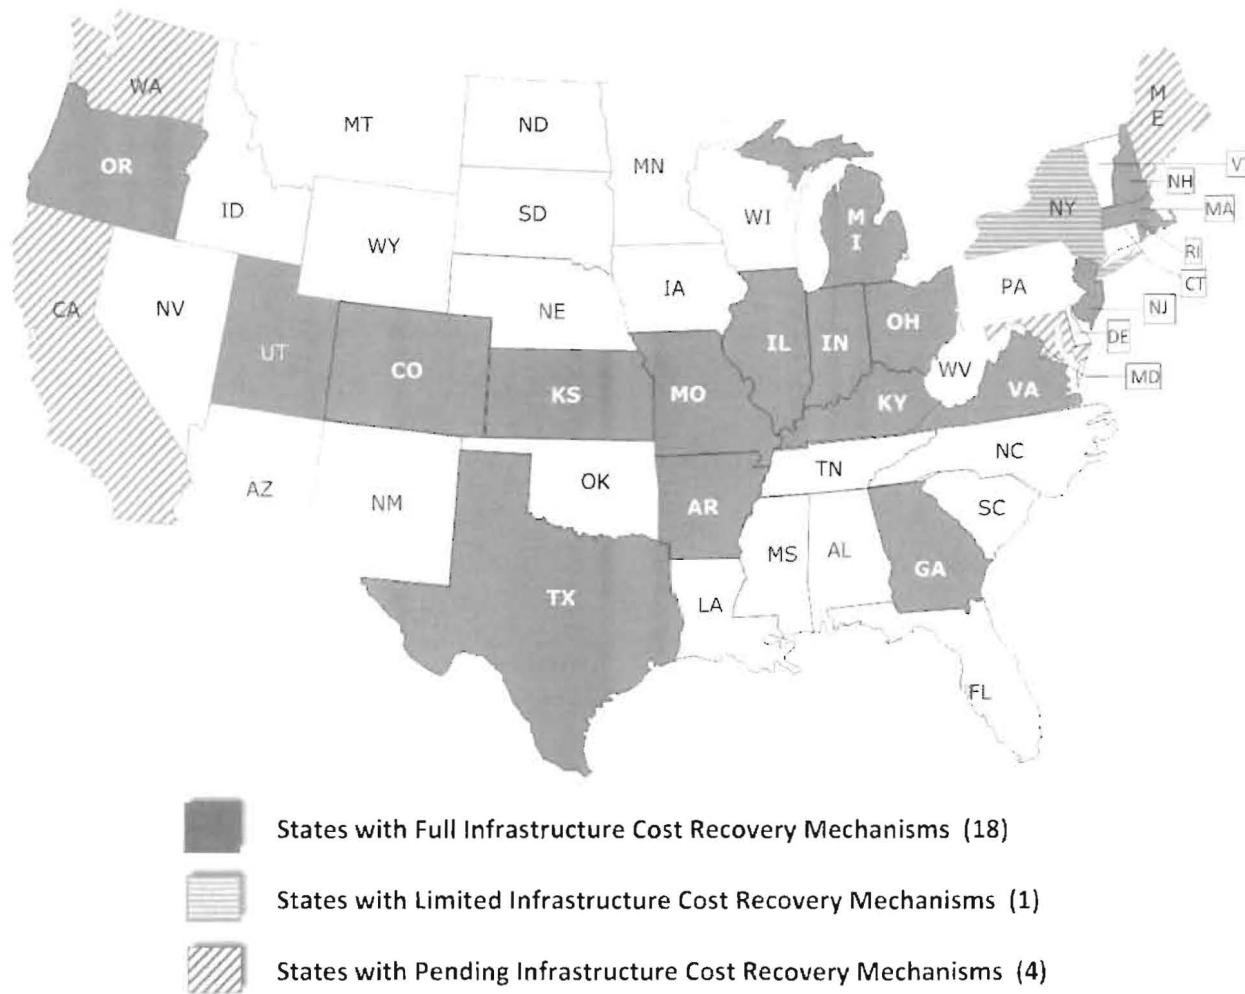 WA
MT
ND
MN
ME
OR
ID
SD
WI
MI
NY
VT
NH
MA
WY
RI
CT
CA
NV
NE
IA
PA
NJ
UT
CO
KS
MO
IL
IN
OH
WV
DE
MD
KY
VA
AZ
NM
OK
AR
TN
NC
SC
TX
LA
MS
AL
GA
FL
States with Full Infrastructure Cost Recovery Mechanisms (18)
States with Limited Infrastructure Cost Recovery Mechanisms (1)
States with Pending Infrastructure Cost Recovery Mechanisms (4)